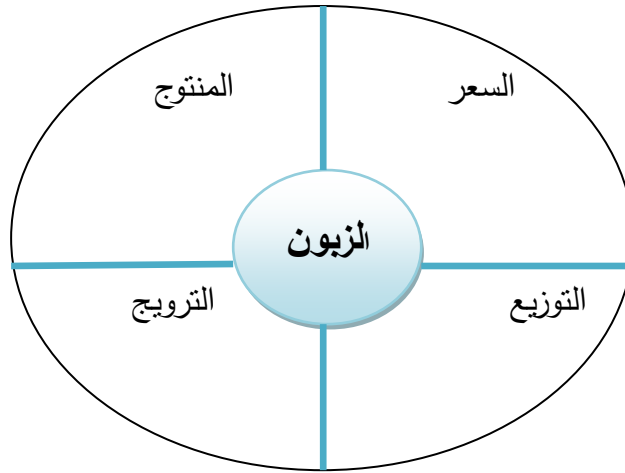 السعر
المنتوج
الزبون
التوزيع
الترويج